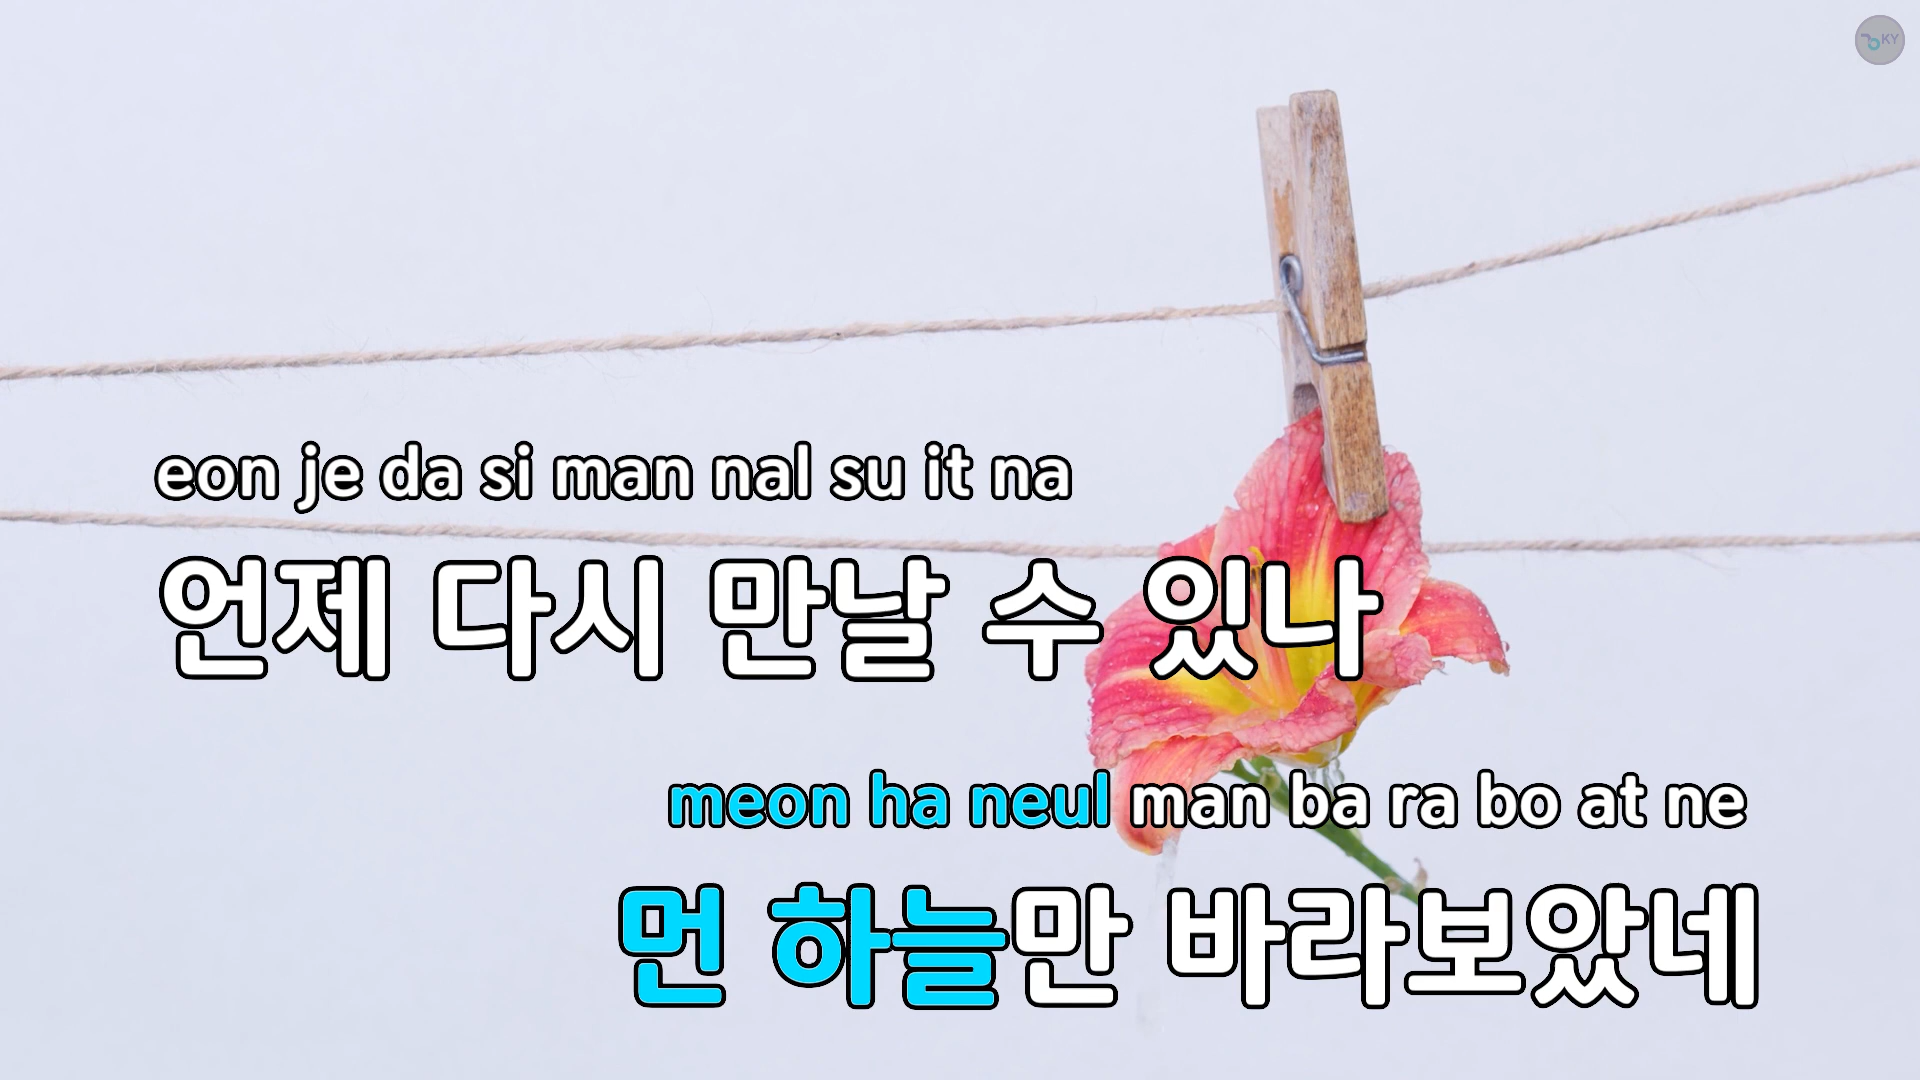 KY
eon je da si man nal su it na
언제 다시 만날 수 있나
meon ha neul man ba ra bo at ne
먼 하늘만 바라보았네